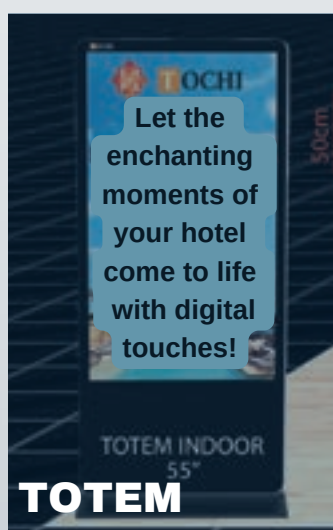 TOCHI
Let the
enchanting
moments of
your hotel
come to life
with digital
touches!
50cm
TOTEM INDOOR
55"
TOTEM